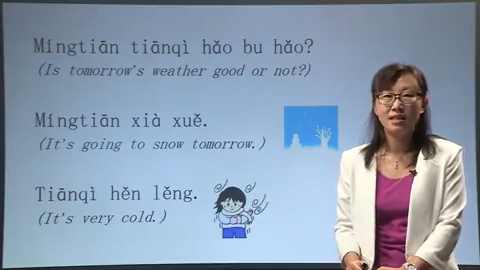 Míngtiān tiānqì hǎo bu hǎo?
(Is tomorrow's weather good or not?)
Míngtiān xià xuě.
(It's going to snow tomorrow.)
Tiānqì hěn lěng.
(It's very cold.)